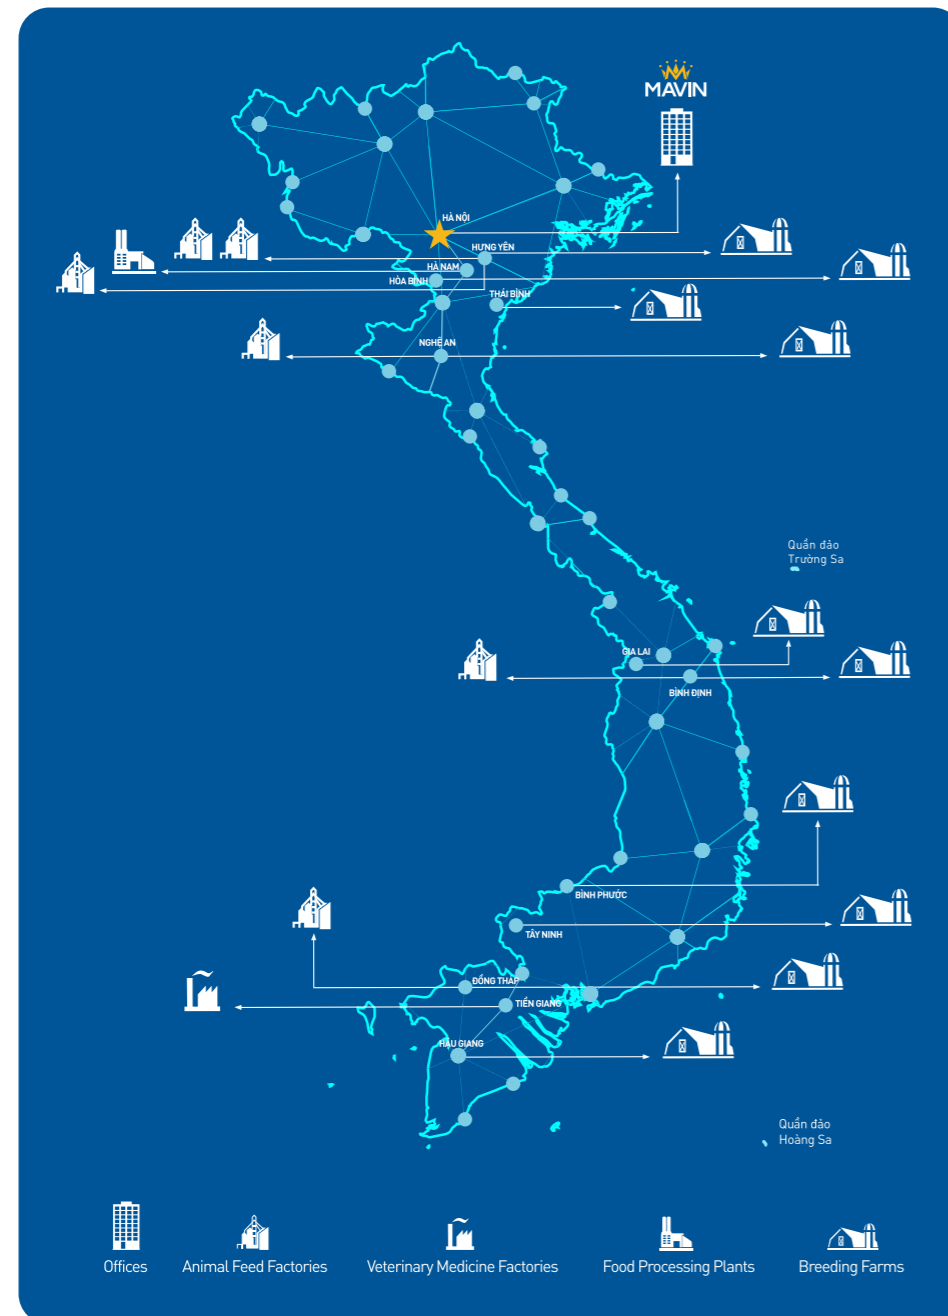 MAVIN
HÀ NỘI
HƯNG YÊN
HÀ NAM
HÒA BÌNH
THÁI BÌNH
NGHỆ AN
Quần đảo
Trường Sa
GIA LAI
BÌNH ĐỊNH
BÌNH PHƯỚC
TÂY NINH
ĐỒNG THÁP
TIỀN GIANG
HẬU GIANG
Quần đảo
Hoàng Sa
Offices
Animal Feed Factories
Veterinary Medicine Factories
Food Processing Plants
Breeding Farms